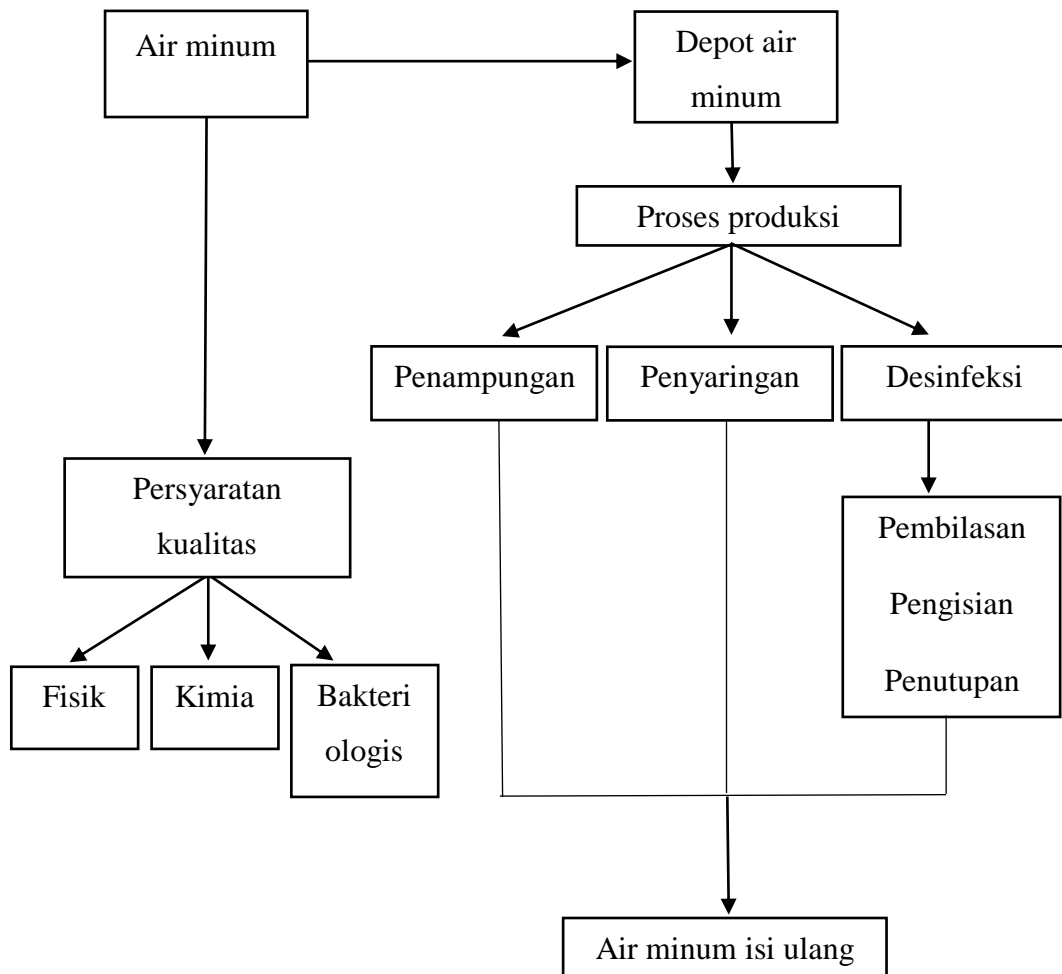 Air minum
Depot air
minum
Proses produksi
Penampungan
Penyaringan
Desinfeksi
Persyaratan
kualitas
Pembilasan
Pengisian
Penutupan
Fisik
Kimia
Bakteri
ologis
Air minum isi ulang